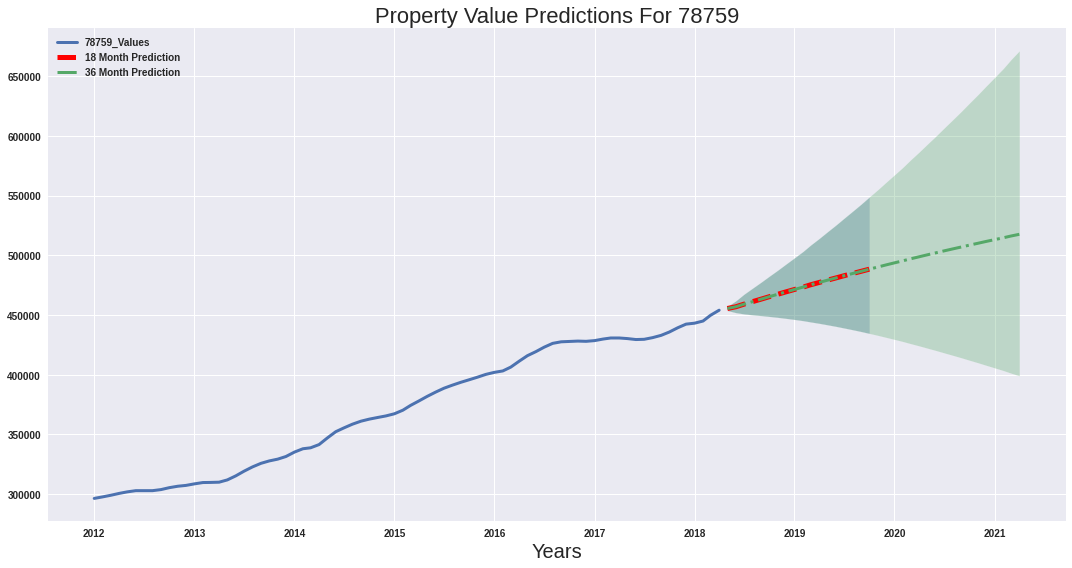 Property Value Predictions For 78759
78759_Values
18 Month Prediction
36 Month Prediction
650000
600000
550000
500000
450000
400000
350000
300000
2012 2013 2014 2015 2016 2017 2018 2019 2020 2021
Years